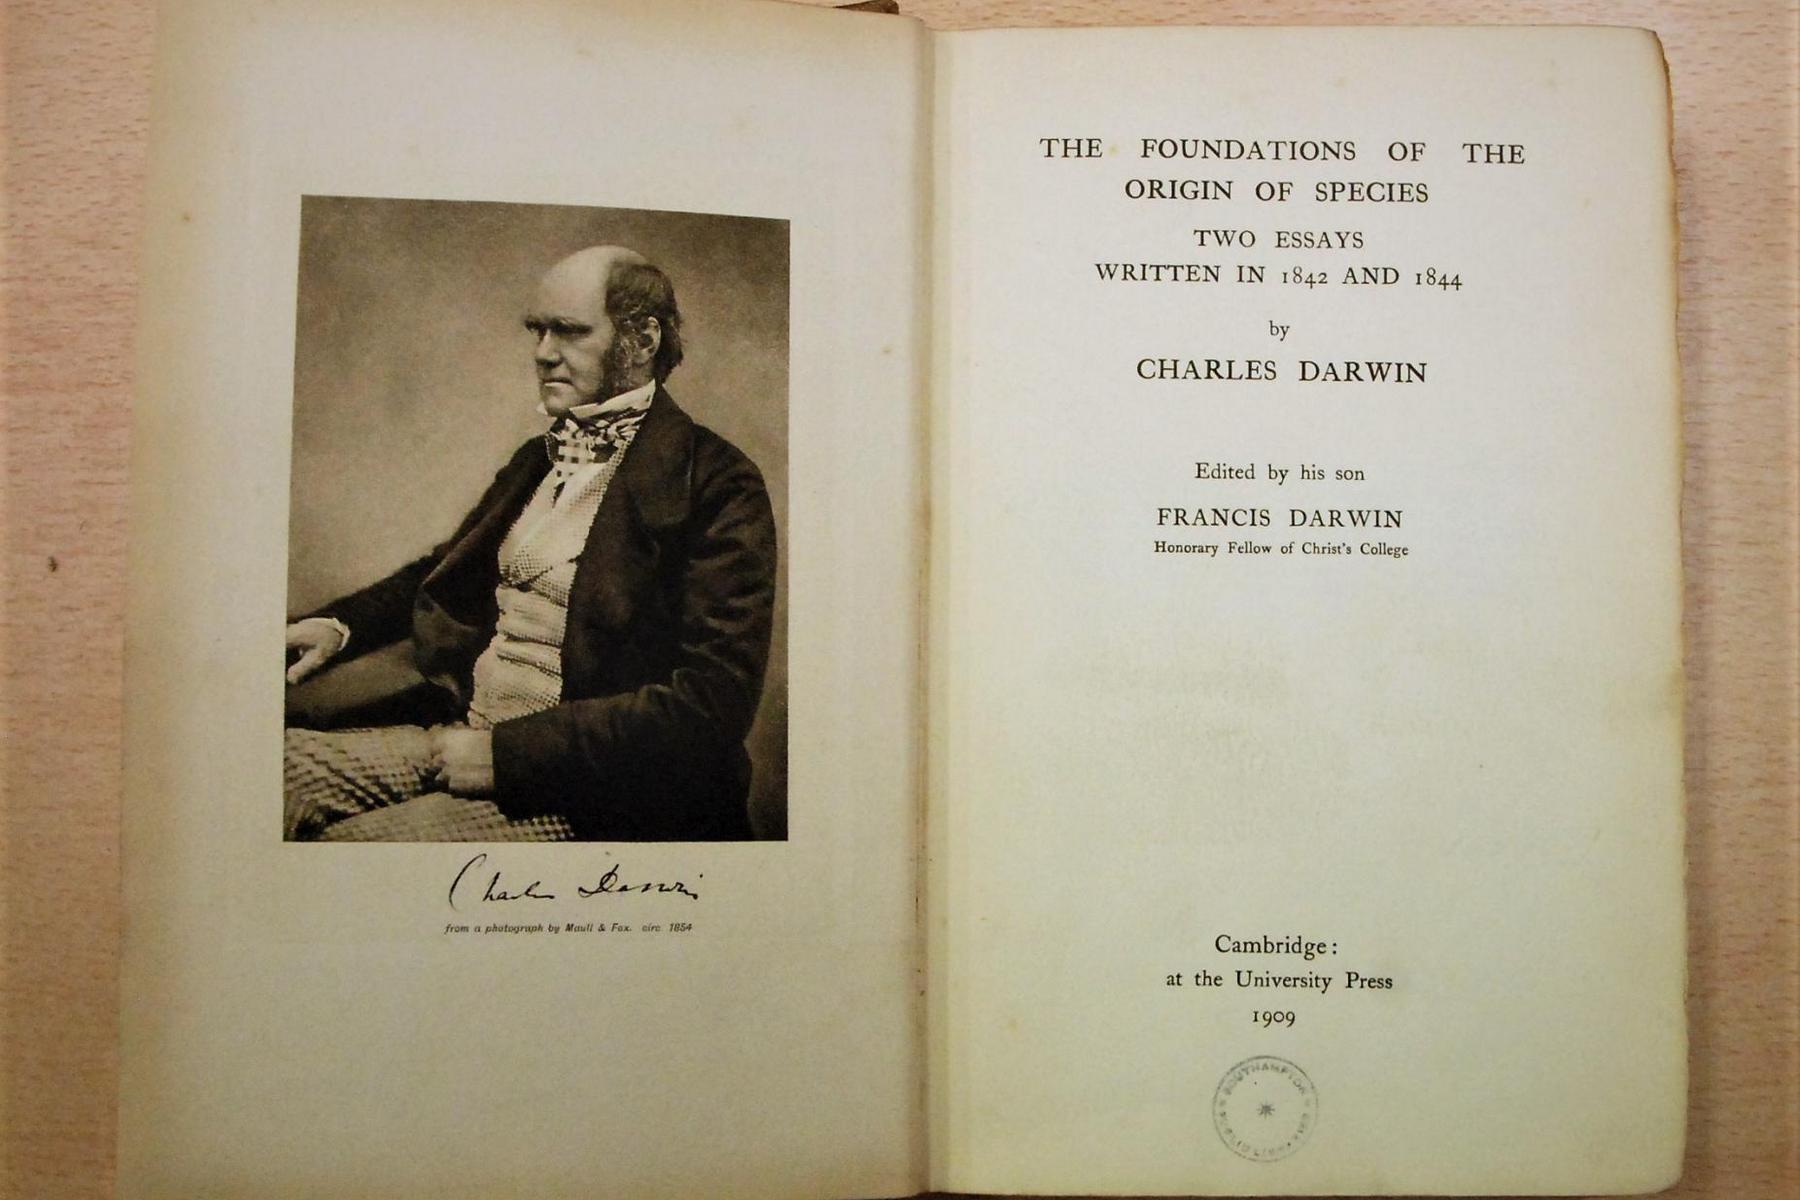 Charles Darwin
from a photograph by Maull & Fox. circ 1854
THE FOUNDATIONS OF THE
ORIGIN OF SPECIES
TWO ESSAYS
WRITTEN IN 1842 AND 1844
by
CHARLES DARWIN
Edited by his son
FRANCIS DARWIN
Honorary Fellow of Christ's College
Cambridge:
at the University Press
1909
SOUTHAMPTON